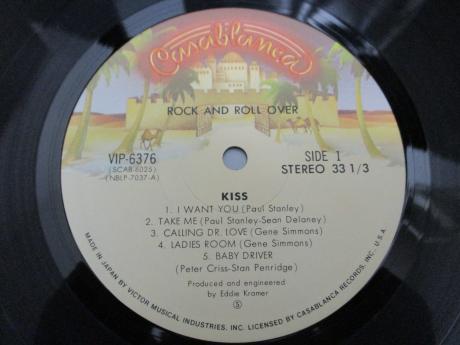 Casablanca
ROCK AND ROLL OVER
VIP-6376
(SCAB-6025)
(NBLP-7037-A)
SIDE 1
STEREO 33 1/3
KISS
1. I WANT YOU (Paul Stanley)
2. TAKE ME (Paul Stanley-Sean Delaney)
3. CALLING DR. LOVE (Gene Simmons)
4. LADIES ROOM (Gene Simmons)
5. BABY DRIVER
(Peter Criss-Stan Penridge)
Produced and engineered
by Eddie Kramer
Ⓢ
MADE IN JAPAN BY VICTOR MUSICAL INDUSTRIES, INC. LICENSED BY CASABLANCA RECORDS, INC., U.S.A.